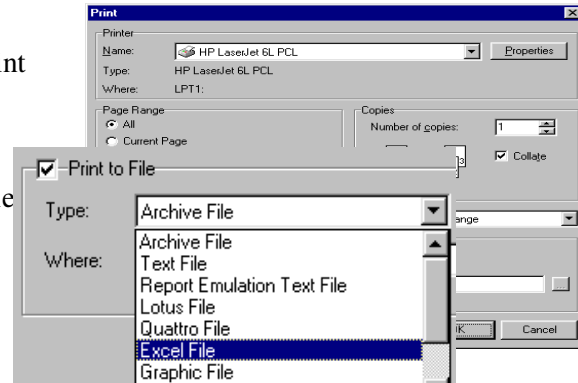 Print
Printer
Name: HP LaserJet 6L PCL Properties
Type: HP LaserJet 6L PCL
Where: LPT1:
Page Range
All
Current Page
Copies
Number of copies: 1
3
Collate
Print to File
Type: Archive File
Archive File
Text File
Report Emulation Text File
Lotus File
Quattro File
Excel File
Graphic File
Where:
...
Cancel